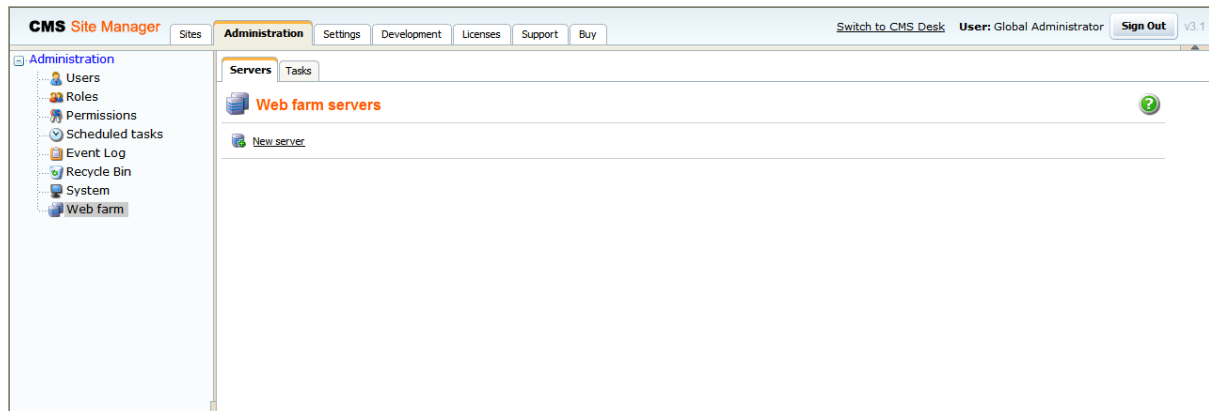 CMS Site Manager Sites Administration Settings Development Licenses Support Buy Switch to CMS Desk User: Global Administrator Sign Out v3.1
Administration
Users
Roles
Permissions
Scheduled tasks
Event Log
Recycle Bin
System
Web farm
Servers Tasks
Web farm servers
New server